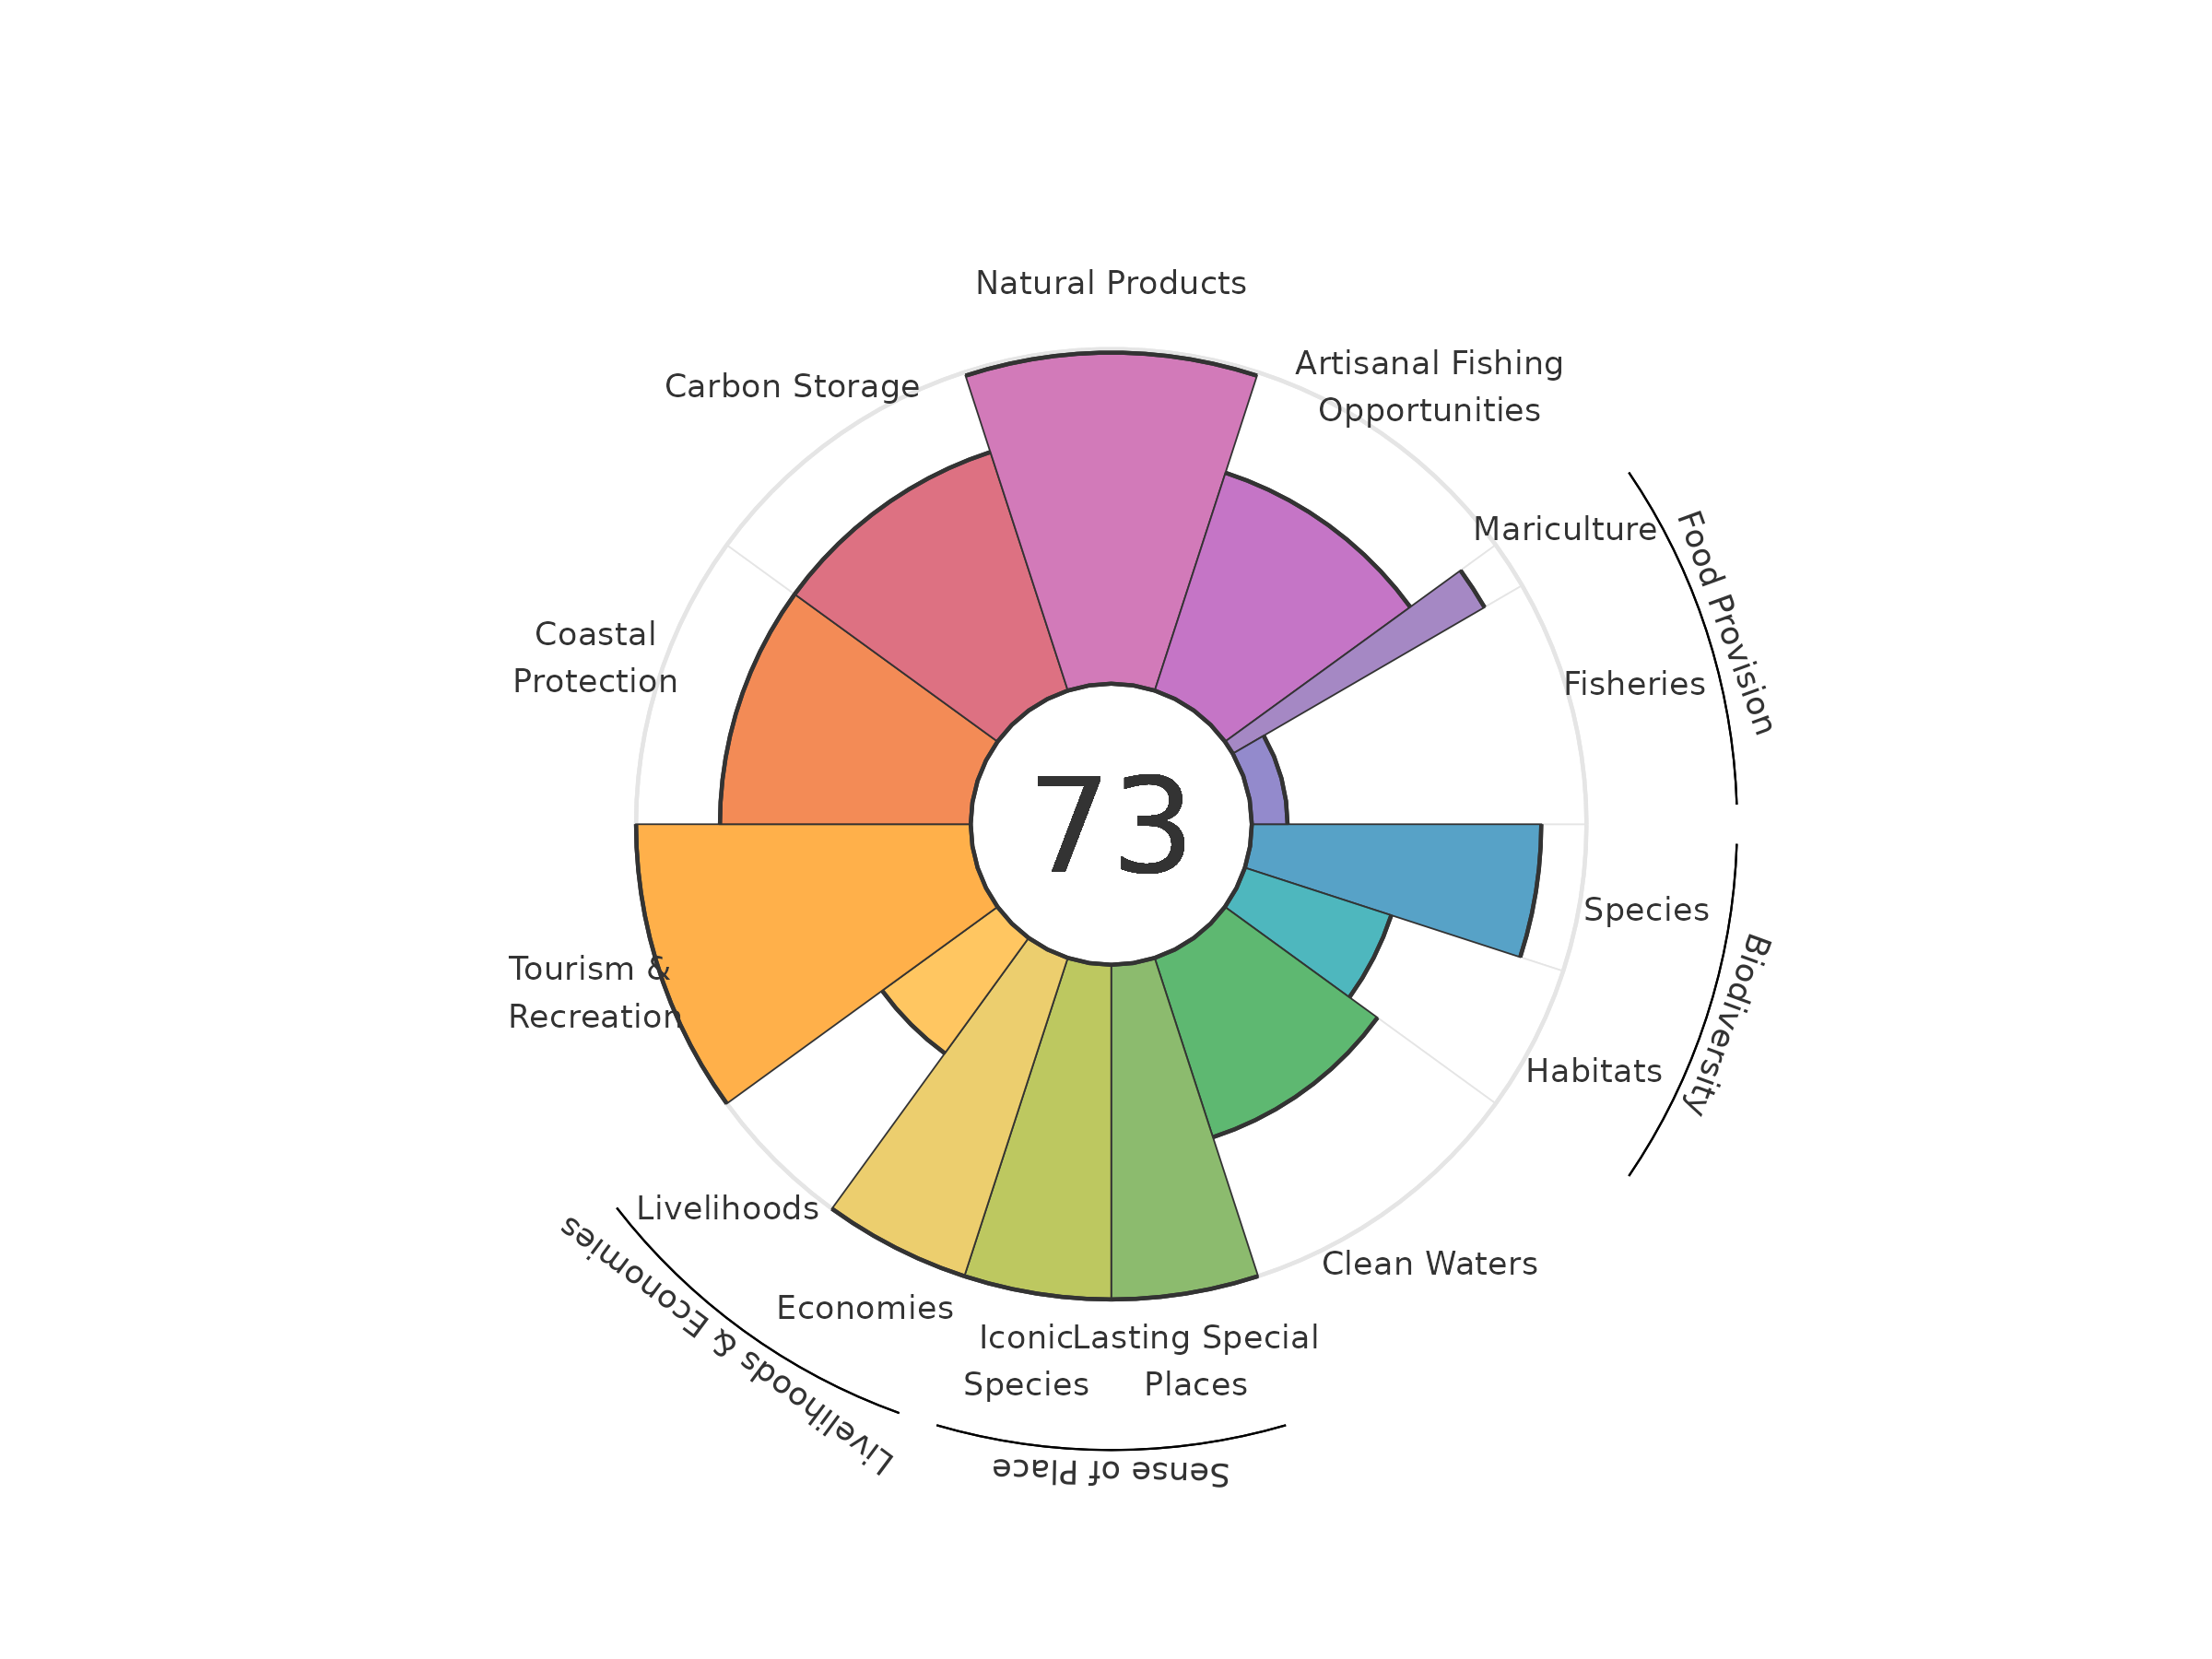 Natural Products
Artisanal Fishing
Opportunities
Carbon Storage
Mariculture
Food Provision
Fisheries
Coastal
Protection
73
Species
Biodiversity
Habitats
Tourism &
Recreation
Livelihoods
Livelihoods & Economies
Economies
Clean Waters
Iconic
Species
Lasting Special
Places
Sense of Place